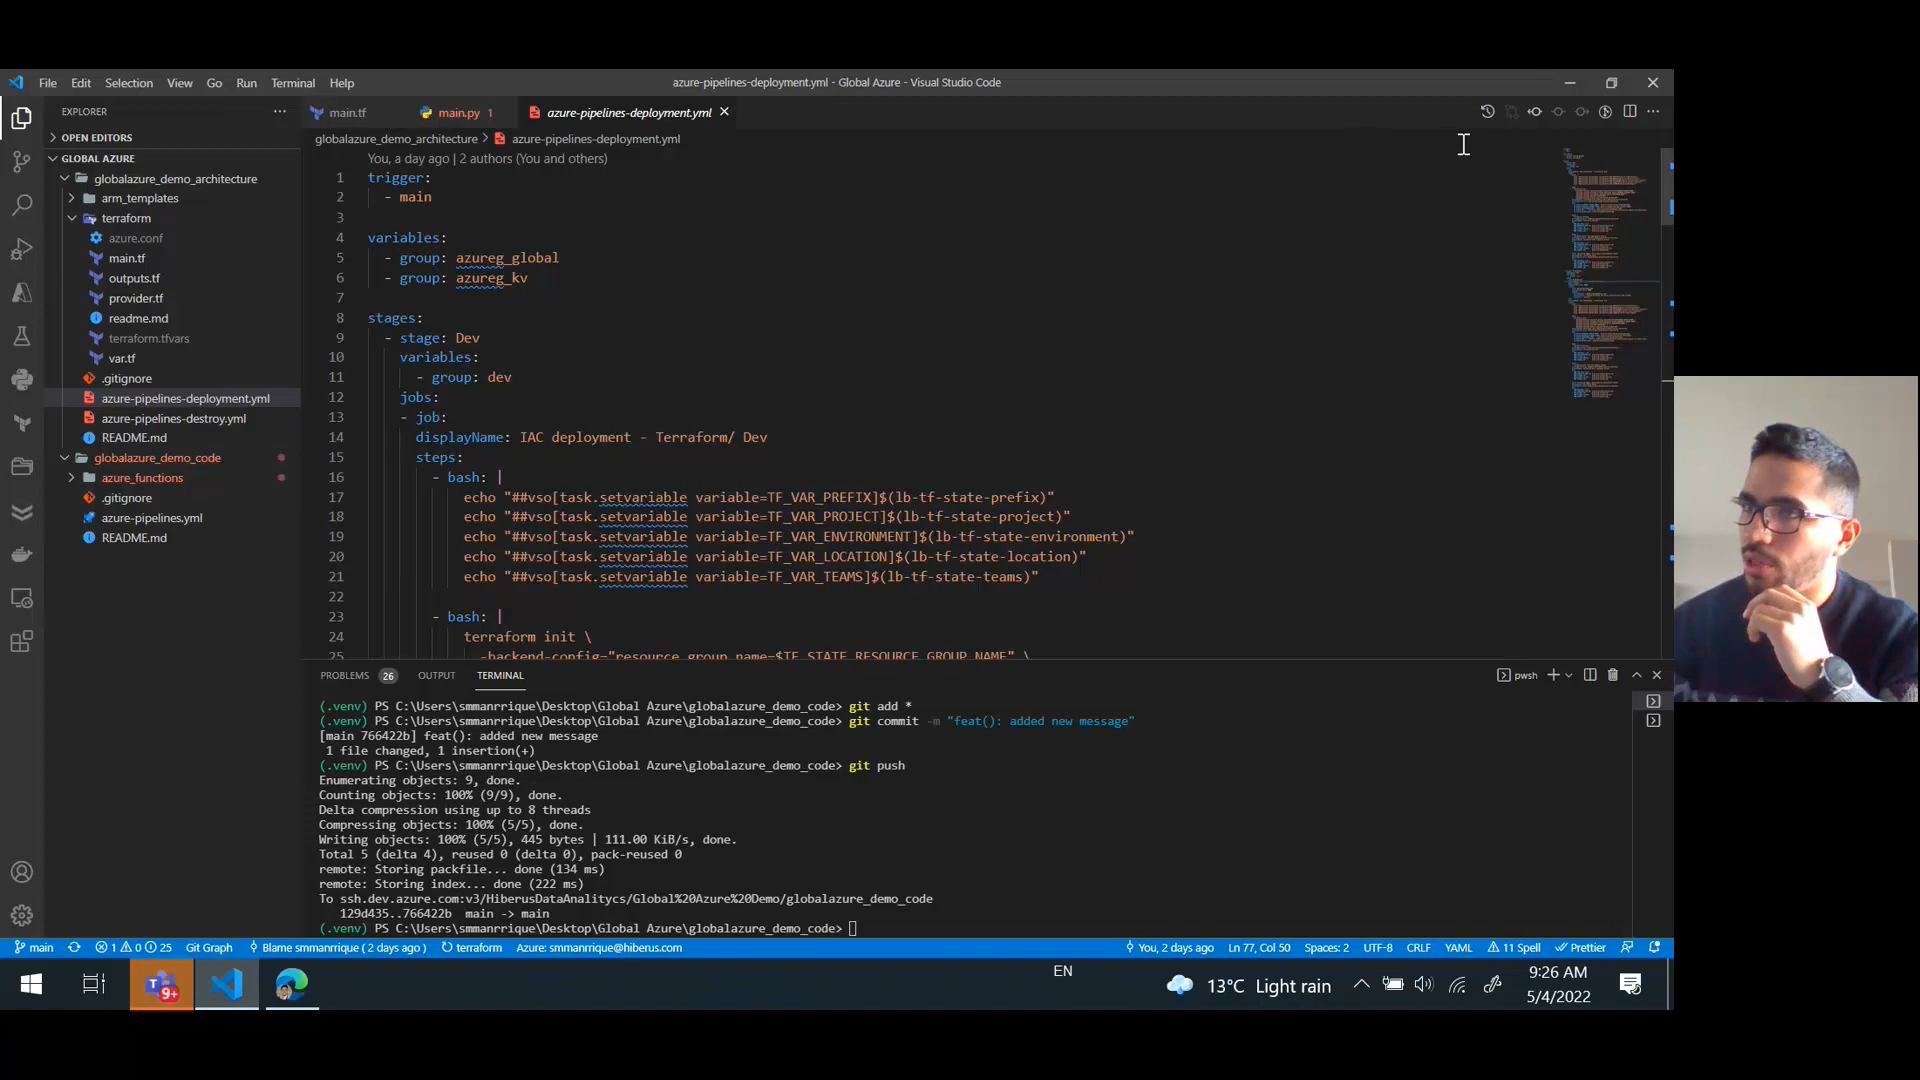 File Edit Selection View Go Run Terminal Help
azure-pipelines-deployment.yml - Global Azure - Visual Studio Code
EXPLORER
OPEN EDITORS
GLOBAL AZURE
globalazure_demo_architecture
arm_templates
terraform
azure.conf
main.tf
outputs.tf
provider.tf
readme.md
terraform.tfvars
var.tf
.gitignore
azure-pipelines-deployment.yml
azure-pipelines-destroy.yml
README.md
globalazure_demo_code
azure_functions
.gitignore
azure-pipelines.yml
README.md
main.tf main.py 1 azure-pipelines-deployment.yml
globalazure_demo_architecture > azure-pipelines-deployment.yml
You, a day ago | 2 authors (You and others)
1 trigger:
2 - main
3
4 variables:
5 - group: azureg_global
6 - group: azureg_kv
7
8 stages:
9 - stage: Dev
10 variables:
11 - group: dev
12 jobs:
13 - job:
14 displayName: IAC deployment - Terraform/ Dev
15 steps:
16 - bash: |
17 echo "##vso[task.setvariable variable=TF_VAR_PREFIX]$(lb-tf-state-prefix)"
18 echo "##vso[task.setvariable variable=TF_VAR_PROJECT]$(lb-tf-state-project)"
19 echo "##vso[task.setvariable variable=TF_VAR_ENVIRONMENT]$(lb-tf-state-environment)"
20 echo "##vso[task.setvariable variable=TF_VAR_LOCATION]$(lb-tf-state-location)"
21 echo "##vso[task.setvariable variable=TF_VAR_TEAMS]$(lb-tf-state-teams)"
22
23 - bash: |
24 terraform init \
25 -backend-config="resource_group_name=$TF_STATE_RESOURCE_GROUP_NAME" \
PROBLEMS 26 OUTPUT TERMINAL
pwsh
(.venv) PS C:\Users\smmanrrique\Desktop\Global Azure\globalazure_demo_code> git add *
(.venv) PS C:\Users\smmanrrique\Desktop\Global Azure\globalazure_demo_code> git commit -m "feat(): added new message"
[main 766422b] feat(): added new message
1 file changed, 1 insertion(+)
(.venv) PS C:\Users\smmanrrique\Desktop\Global Azure\globalazure_demo_code> git push
Enumerating objects: 9, done.
Counting objects: 100% (9/9), done.
Delta compression using up to 8 threads
Compressing objects: 100% (5/5), done.
Writing objects: 100% (5/5), 445 bytes | 111.00 KiB/s, done.
Total 5 (delta 4), reused 0 (delta 0), pack-reused 0
remote: Storing packfile... done (134 ms)
remote: Storing index... done (222 ms)
To ssh.dev.azure.com:v3/HiberusDataAnalitycs/Global%20Azure%20Demo/globalazure_demo_code
129d435..766422b main -> main
(.venv) PS C:\Users\smmanrrique\Desktop\Global Azure\globalazure_demo_code>
main 1 0 25 Git Graph Blame smmanrrique ( 2 days ago ) terraform Azure: smmanrrique@hiberus.com You, 2 days ago Ln 77, Col 50 Spaces: 2 UTF-8 CRLF YAML 11 Spell Prettier
9+
EN
13°C Light rain
9:26 AM
5/4/2022